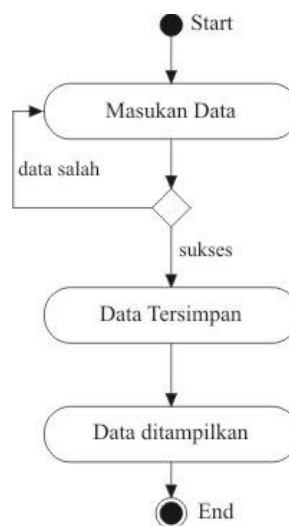 Start
Masukan Data
data salah
sukses
Data Tersimpan
Data ditampilkan
End